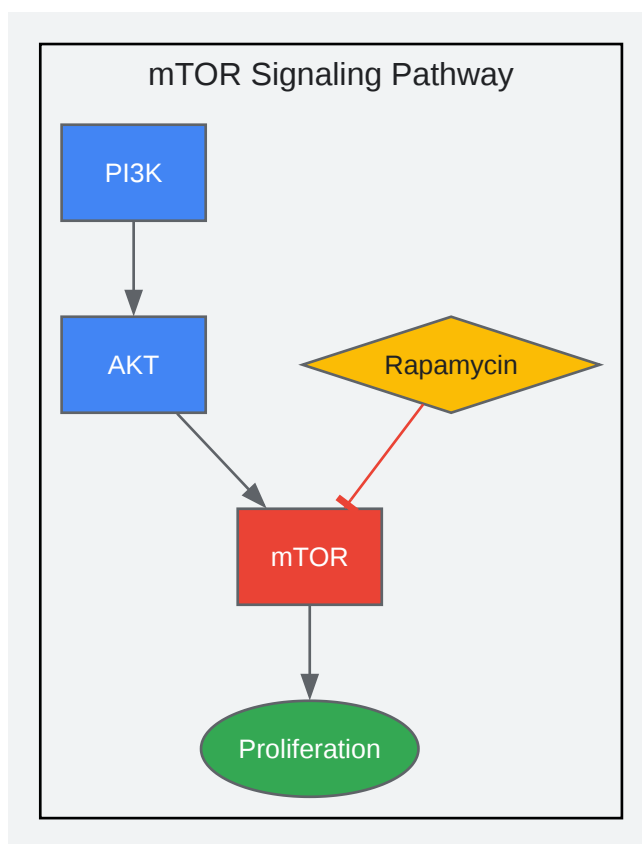 mTOR Signaling Pathway
PI3K
AKT
Rapamycin
mTOR
Proliferation